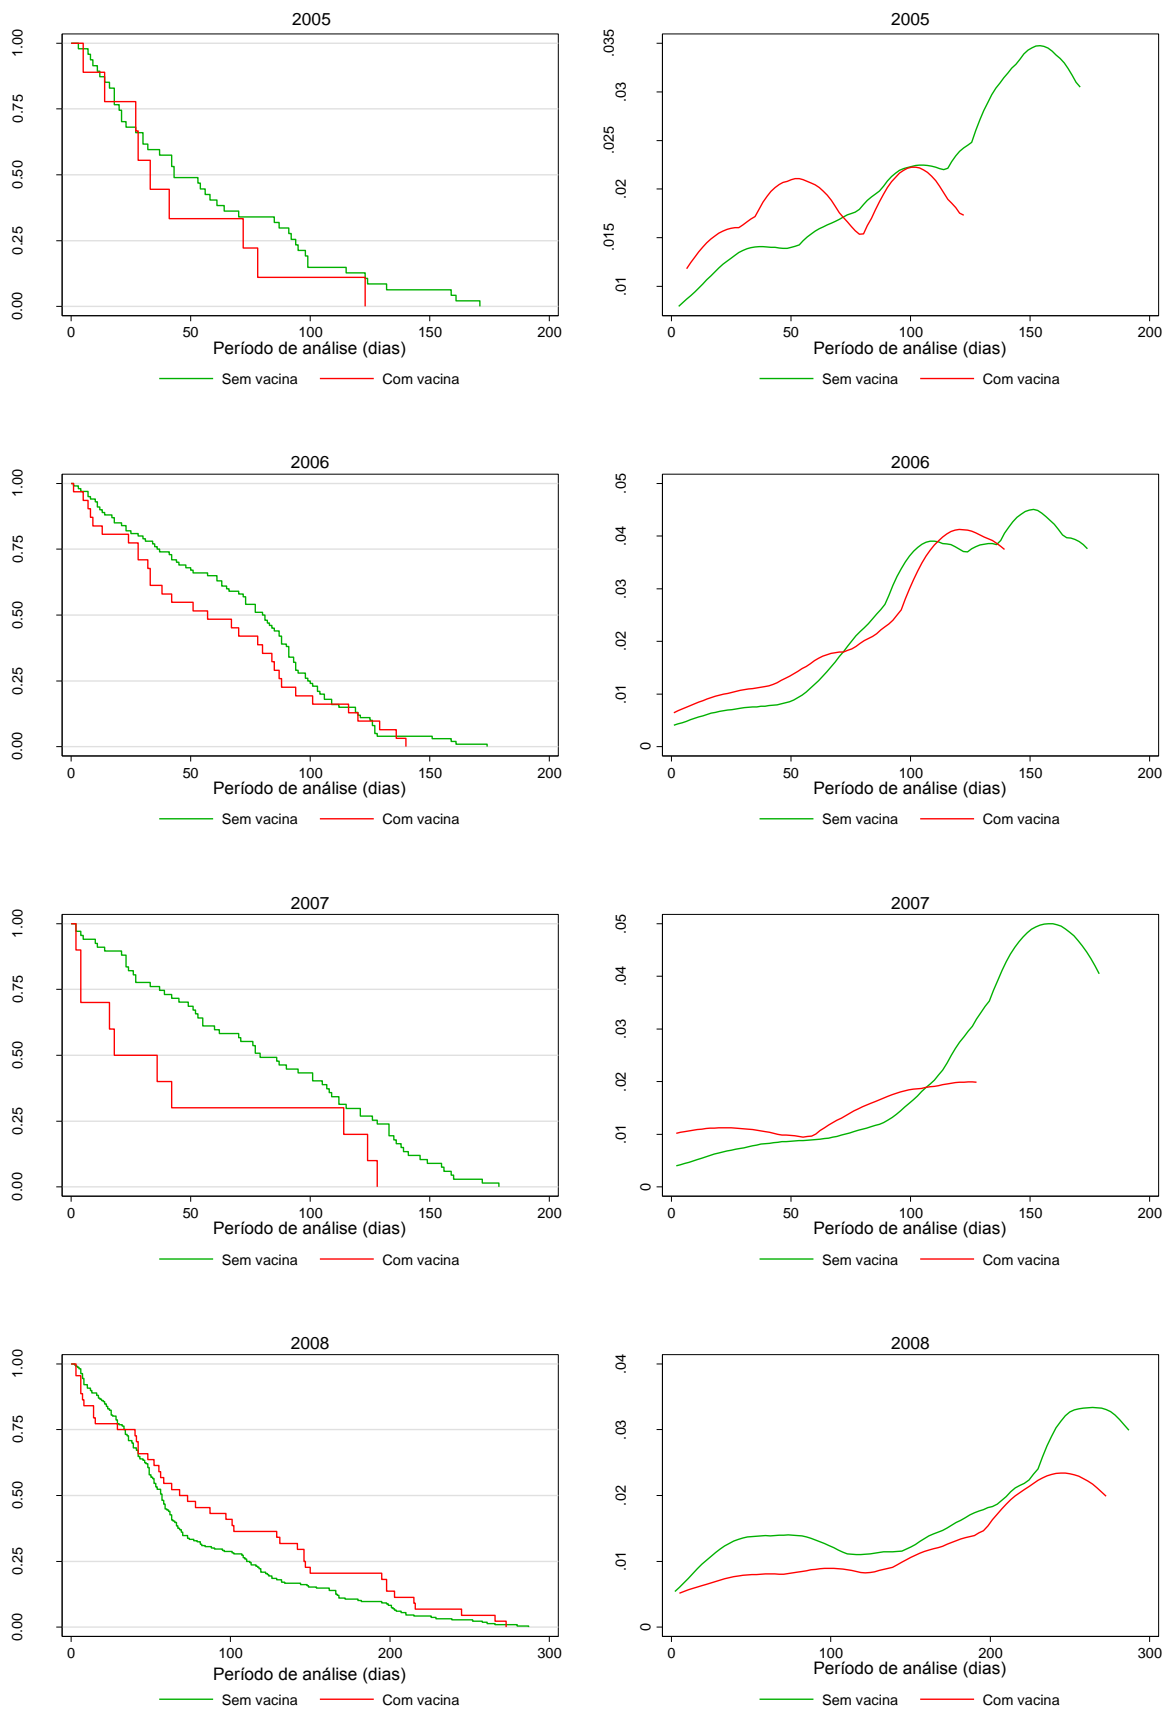 2005
1.00
0.75
0.50
0.25
0.00
0 50 100 150 200
Período de análise (dias)
Sem vacina Com vacina
2005
.035
.03
.025
.02
.015
.01
0 50 100 150 200
Período de análise (dias)
Sem vacina Com vacina
2006
1.00
0.75
0.50
0.25
0.00
0 50 100 150 200
Período de análise (dias)
Sem vacina Com vacina
2006
.05
.04
.03
.02
.01
0
0 50 100 150 200
Período de análise (dias)
Sem vacina Com vacina
2007
1.00
0.75
0.50
0.25
0.00
0 50 100 150 200
Período de análise (dias)
Sem vacina Com vacina
2007
.05
.04
.03
.02
.01
0
0 50 100 150 200
Período de análise (dias)
Sem vacina Com vacina
2008
1.00
0.75
0.50
0.25
0.00
0 100 200 300
Período de análise (dias)
Sem vacina Com vacina
2008
.04
.03
.02
.01
0
0 100 200 300
Período de análise (dias)
Sem vacina Com vacina